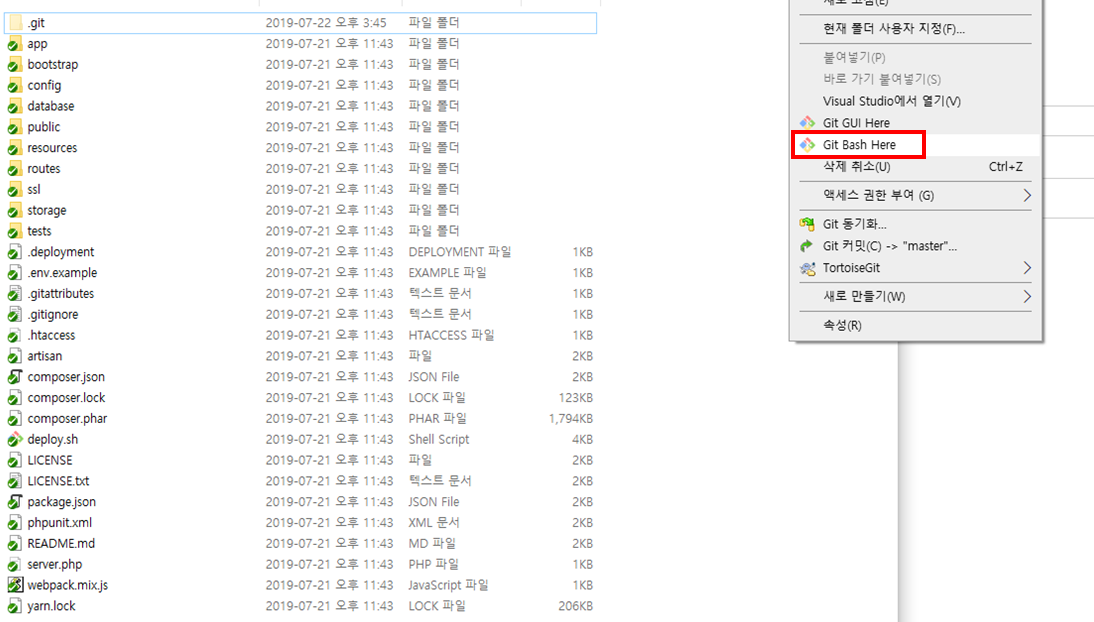 .git 2019-07-22 오후 3:45 파일 폴더
app 2019-07-21 오후 11:43 파일 폴더
bootstrap 2019-07-21 오후 11:43 파일 폴더
config 2019-07-21 오후 11:43 파일 폴더
database 2019-07-21 오후 11:43 파일 폴더
public 2019-07-21 오후 11:43 파일 폴더
resources 2019-07-21 오후 11:43 파일 폴더
routes 2019-07-21 오후 11:43 파일 폴더
ssl 2019-07-21 오후 11:43 파일 폴더
storage 2019-07-21 오후 11:43 파일 폴더
tests 2019-07-21 오후 11:43 파일 폴더
.deployment 2019-07-21 오후 11:43 DEPLOYMENT 파일 1KB
.env.example 2019-07-21 오후 11:43 EXAMPLE 파일 1KB
.gitattributes 2019-07-21 오후 11:43 텍스트 문서 1KB
.gitignore 2019-07-21 오후 11:43 텍스트 문서 1KB
.htaccess 2019-07-21 오후 11:43 HTACCESS 파일 1KB
artisan 2019-07-21 오후 11:43 파일 2KB
composer.json 2019-07-21 오후 11:43 JSON File 2KB
composer.lock 2019-07-21 오후 11:43 LOCK 파일 123KB
composer.phar 2019-07-21 오후 11:43 PHAR 파일 1,794KB
deploy.sh 2019-07-21 오후 11:43 Shell Script 4KB
LICENSE 2019-07-21 오후 11:43 파일 2KB
LICENSE.txt 2019-07-21 오후 11:43 텍스트 문서 2KB
package.json 2019-07-21 오후 11:43 JSON File 2KB
phpunit.xml 2019-07-21 오후 11:43 XML 문서 2KB
README.md 2019-07-21 오후 11:43 MD 파일 2KB
server.php 2019-07-21 오후 11:43 PHP 파일 1KB
webpack.mix.js 2019-07-21 오후 11:43 JavaScript 파일 1KB
yarn.lock 2019-07-21 오후 11:43 LOCK 파일 206KB
새로 고침(E)
현재 폴더 사용자 지정(F)...
붙여넣기(P)
바로 가기 붙여넣기(S)
Visual Studio에서 열기(V)
Git GUI Here
Git Bash Here
삭제 취소(U) Ctrl+Z
액세스 권한 부여 (G)
Git 동기화...
Git 커밋(C) -> "master"...
TortoiseGit
새로 만들기(W)
속성(R)